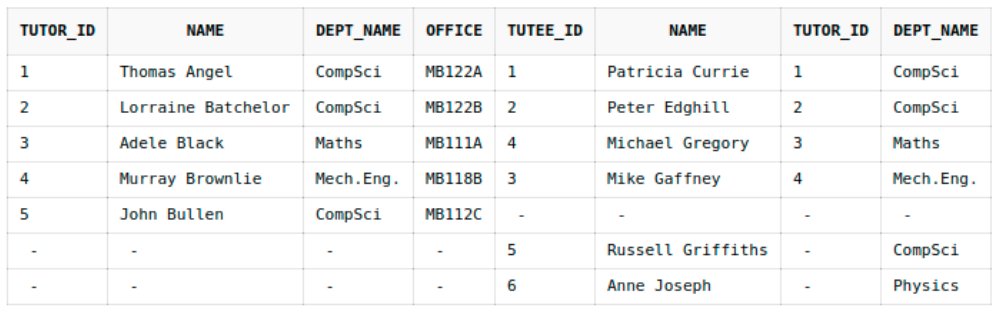 TUTOR_ID NAME DEPT_NAME OFFICE TUTEE_ID NAME TUTOR_ID DEPT_NAME
1 Thomas Angel CompSci MB122A 1 Patricia Currie 1 CompSci
2 Lorraine Batchelor CompSci MB122B 2 Peter Edghill 2 CompSci
3 Adele Black Maths MB111A 4 Michael Gregory 3 Maths
4 Murray Brownlie Mech.Eng. MB118B 3 Mike Gaffney 4 Mech.Eng.
5 John Bullen CompSci MB112C - - - -
- - - - 5 Russell Griffiths - CompSci
- - - - 6 Anne Joseph - Physics